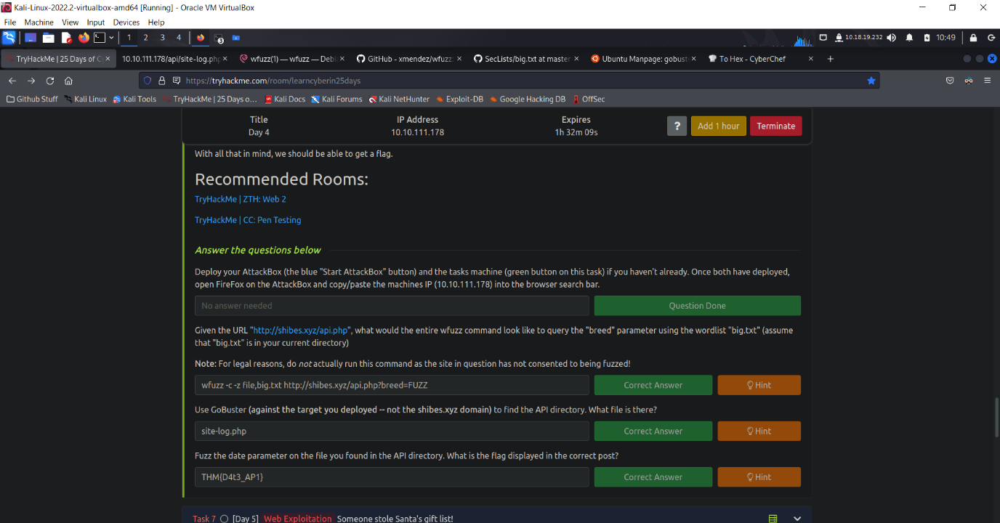 Kali-Linux-2022.2-virtualbox-amd64 [Running] - Oracle VM VirtualBox
File Machine View Input Devices Help
1 2 3 4 3 10.18.19.232 10:49
TryHackMe | 25 Days of C 10.10.111.178/api/site-log.php wfuzz(1) — wfuzz — Debi GitHub - xmendez/wfuzz: SecLists/big.txt at master Ubuntu Manpage: gobust To Hex - CyberChef
https://tryhackme.com/room/learncyberin25days
Github Stuff Kali Linux Kali Tools TryHackMe | 25 Days o... Kali Docs Kali Forums Kali NetHunter Exploit-DB Google Hacking DB OffSec
Title IP Address Expires
Day 4 10.10.111.178 1h 32m 09s ? Add 1 hour Terminate
With all that in mind, we should be able to get a flag.
Recommended Rooms:
TryHackMe | ZTH: Web 2
TryHackMe | CC: Pen Testing
Answer the questions below
Deploy your AttackBox (the blue "Start AttackBox" button) and the tasks machine (green button on this task) if you haven't already. Once both have deployed,
open FireFox on the AttackBox and copy/paste the machines IP (10.10.111.178) into the browser search bar.
No answer needed Question Done
Given the URL "http://shibes.xyz/api.php", what would the entire wfuzz command look like to query the "breed" parameter using the wordlist "big.txt" (assume
that "big.txt" is in your current directory)
Note: For legal reasons, do not actually run this command as the site in question has not consented to being fuzzed!
wfuzz -c -z file,big.txt http://shibes.xyz/api.php?breed=FUZZ Correct Answer Hint
Use GoBuster (against the target you deployed -- not the shibes.xyz domain) to find the API directory. What file is there?
site-log.php Correct Answer Hint
Fuzz the date parameter on the file you found in the API directory. What is the flag displayed in the correct post?
THM{D4t3_AP1} Correct Answer Hint
Task 7 [Day 5] Web Exploitation Someone stole Santa's gift list!